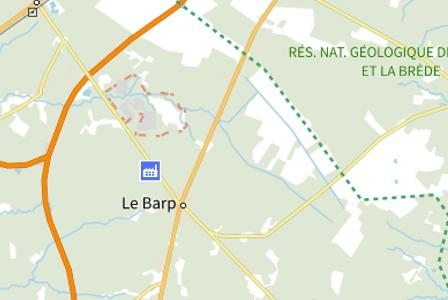 RÉS. NAT. GÉOLOGIQUE
ET LA BRÈDE
Le Barp